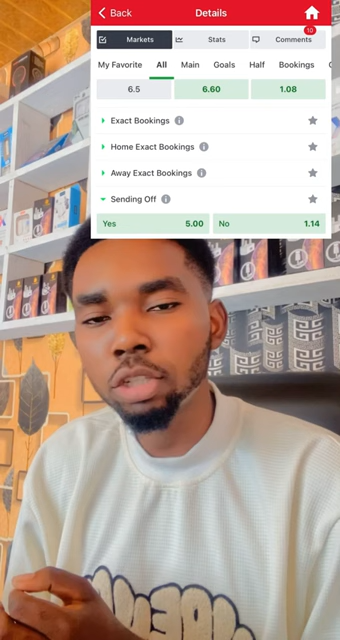 Back Details
Markets Stats Comments 10
My Favorite All Main Goals Half Bookings
6.5 6.60 1.08
Exact Bookings
Home Exact Bookings
Away Exact Bookings
Sending Off
Yes 5.00 No 1.14